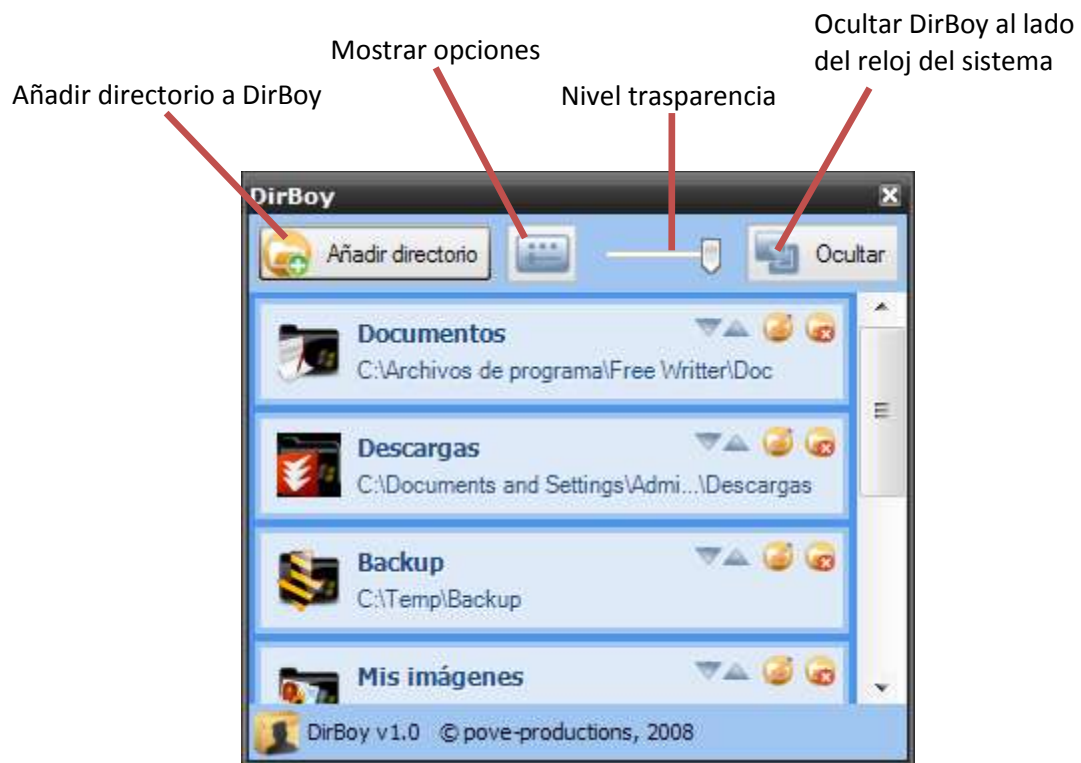 Ocultar DirBoy al lado
del reloj del sistema
Mostrar opciones
Nivel trasparencia
Añadir directorio a DirBoy
DirBoy
Añadir directorio
Ocultar
Documentos
C:\Archivos de programa\Free Writter\Doc
Descargas
C:\Documents and Settings\Admi...\Descargas
Backup
C:\Temp\Backup
Mis imágenes
DirBoy v1.0 © pove-productions, 2008